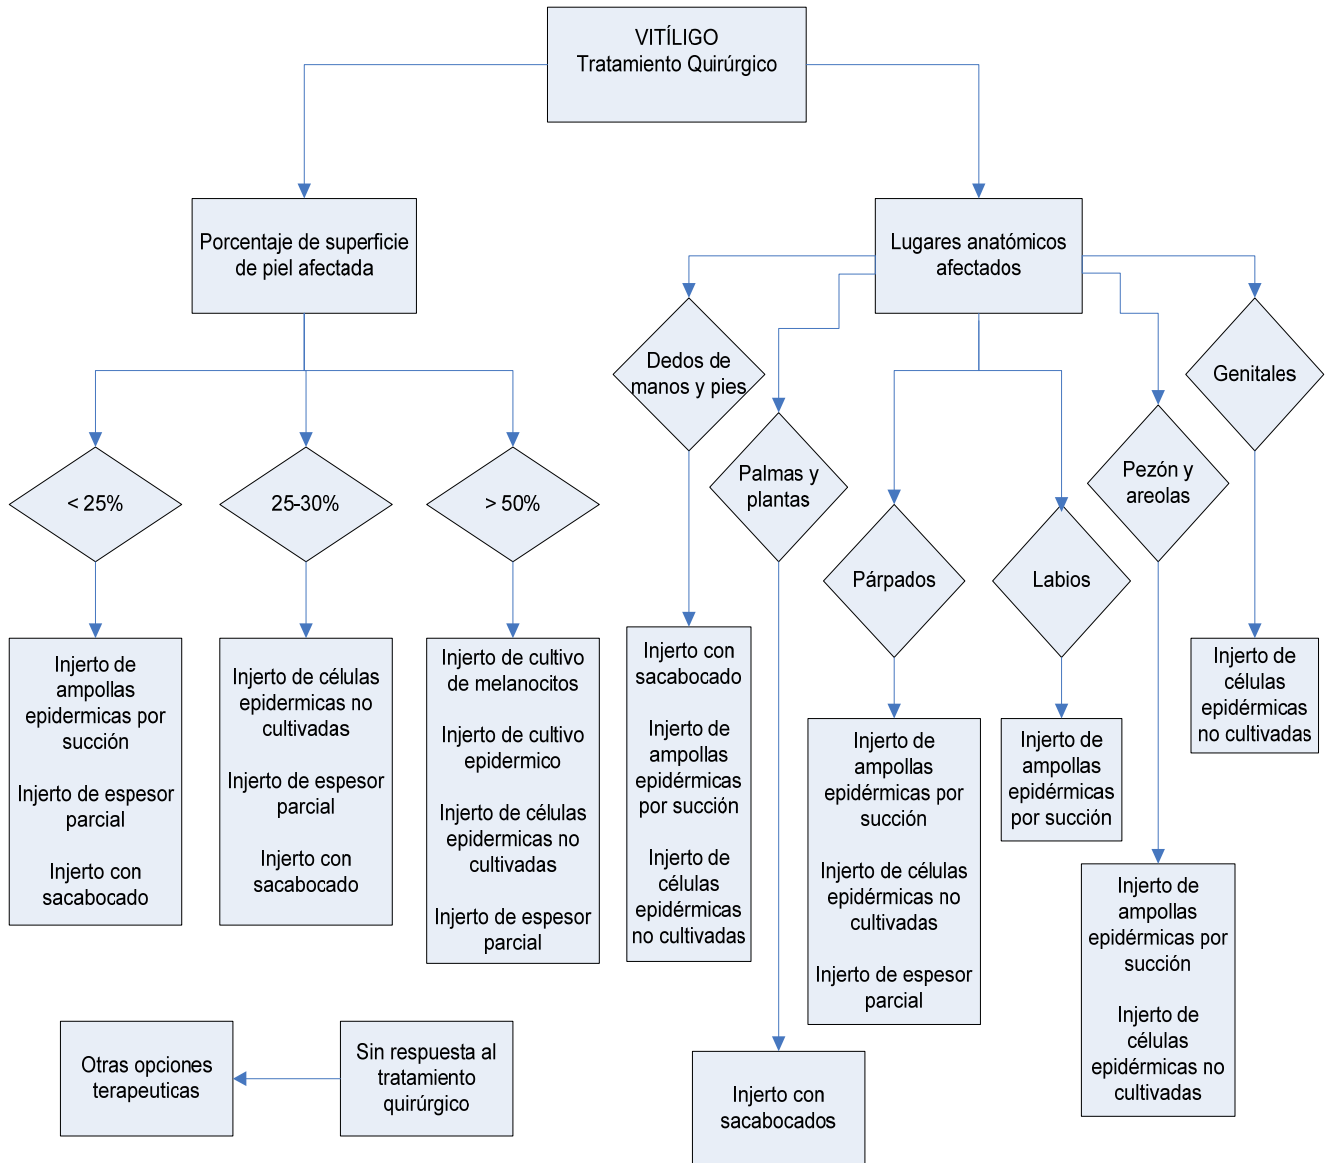 VITÍLIGO
Tratamiento Quirúrgico
Porcentaje de superficie
de piel afectada
Lugares anatómicos
afectados
< 25%
25-30%
> 50%
Dedos de
manos y pies
Palmas y
plantas
Párpados
Labios
Pezón y
areolas
Genitales
Injerto de
ampollas
epidermicas por
succión
Injerto de espesor
parcial
Injerto con
sacabocado
Injerto de células
epidermicas no
cultivadas
Injerto de espesor
parcial
Injerto con
sacabocado
Injerto de cultivo
de melanocitos
Injerto de cultivo
epidermico
Injerto de células
epidermicas no
cultivadas
Injerto de espesor
parcial
Injerto con
sacabocado
Injerto de
ampollas
epidérmicas
por succión
Injerto de
células
epidérmicas
no cultivadas
Injerto con
sacabocados
Injerto de
ampollas
epidérmicas por
succión
Injerto de células
epidérmicas no
cultivadas
Injerto de espesor
parcial
Injerto de
ampollas
epidérmicas
por succión
Injerto de
ampollas
epidérmicas por
succión
Injerto de
células
epidérmicas no
cultivadas
Injerto de
células
epidérmicas
no cultivadas
Otras opciones
terapeuticas
Sin respuesta al
tratamiento
quirúrgico